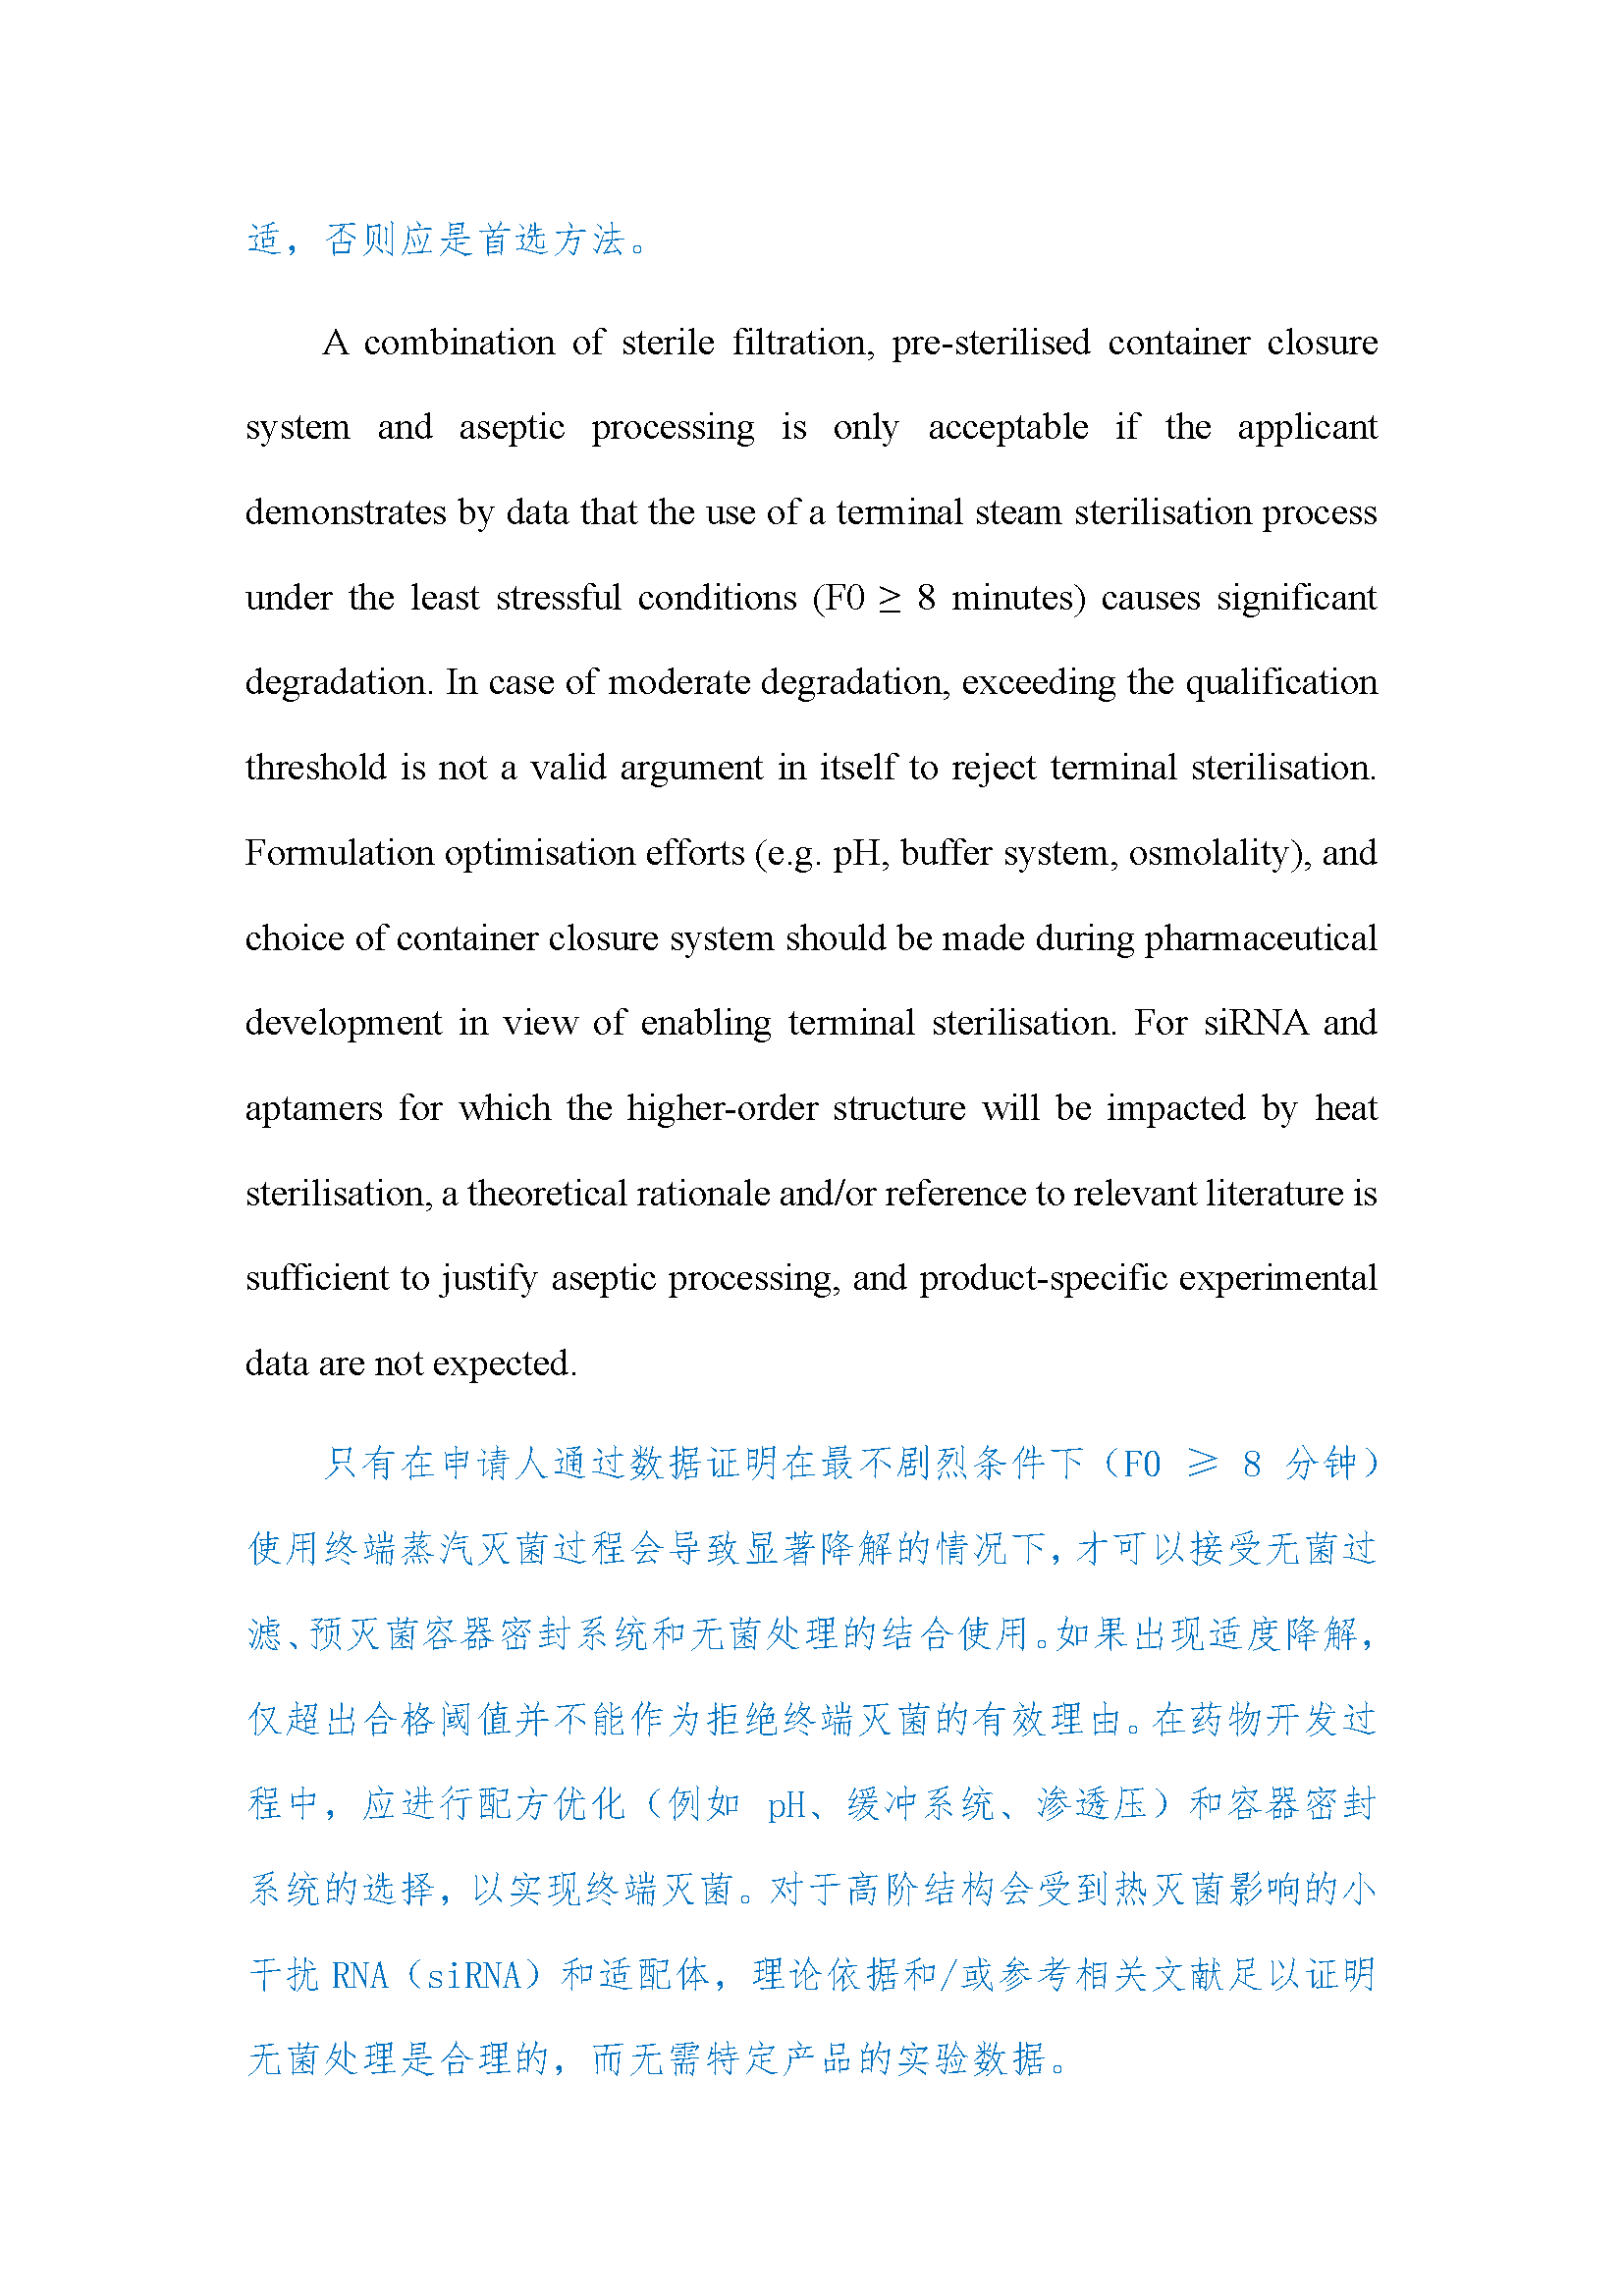 适，否则应是首选方法。
A combination of sterile filtration, pre-sterilised container closure
system and aseptic processing is only acceptable if the applicant
demonstrates by data that the use of a terminal steam sterilisation process
under the least stressful conditions (F0 ≥ 8 minutes) causes significant
degradation. In case of moderate degradation, exceeding the qualification
threshold is not a valid argument in itself to reject terminal sterilisation.
Formulation optimisation efforts (e.g. pH, buffer system, osmolality), and
choice of container closure system should be made during pharmaceutical
development in view of enabling terminal sterilisation. For siRNA and
aptamers for which the higher-order structure will be impacted by heat
sterilisation, a theoretical rationale and/or reference to relevant literature is
sufficient to justify aseptic processing, and product-specific experimental
data are not expected.
只有在申请人通过数据证明在最不剧烈条件下（F0 ≥ 8 分钟）
使用终端蒸汽灭菌过程会导致显著降解的情况下，才可以接受无菌过
滤、预灭菌容器密封系统和无菌处理的结合使用。如果出现适度降解，
仅超出合格阈值并不能作为拒绝终端灭菌的有效理由。在药物开发过
程中，应进行配方优化（例如 pH、缓冲系统、渗透压）和容器密封
系统的选择，以实现终端灭菌。对于高阶结构会受到热灭菌影响的小
干扰 RNA（siRNA）和适配体，理论依据和/或参考相关文献足以证明
无菌处理是合理的，而无需特定产品的实验数据。